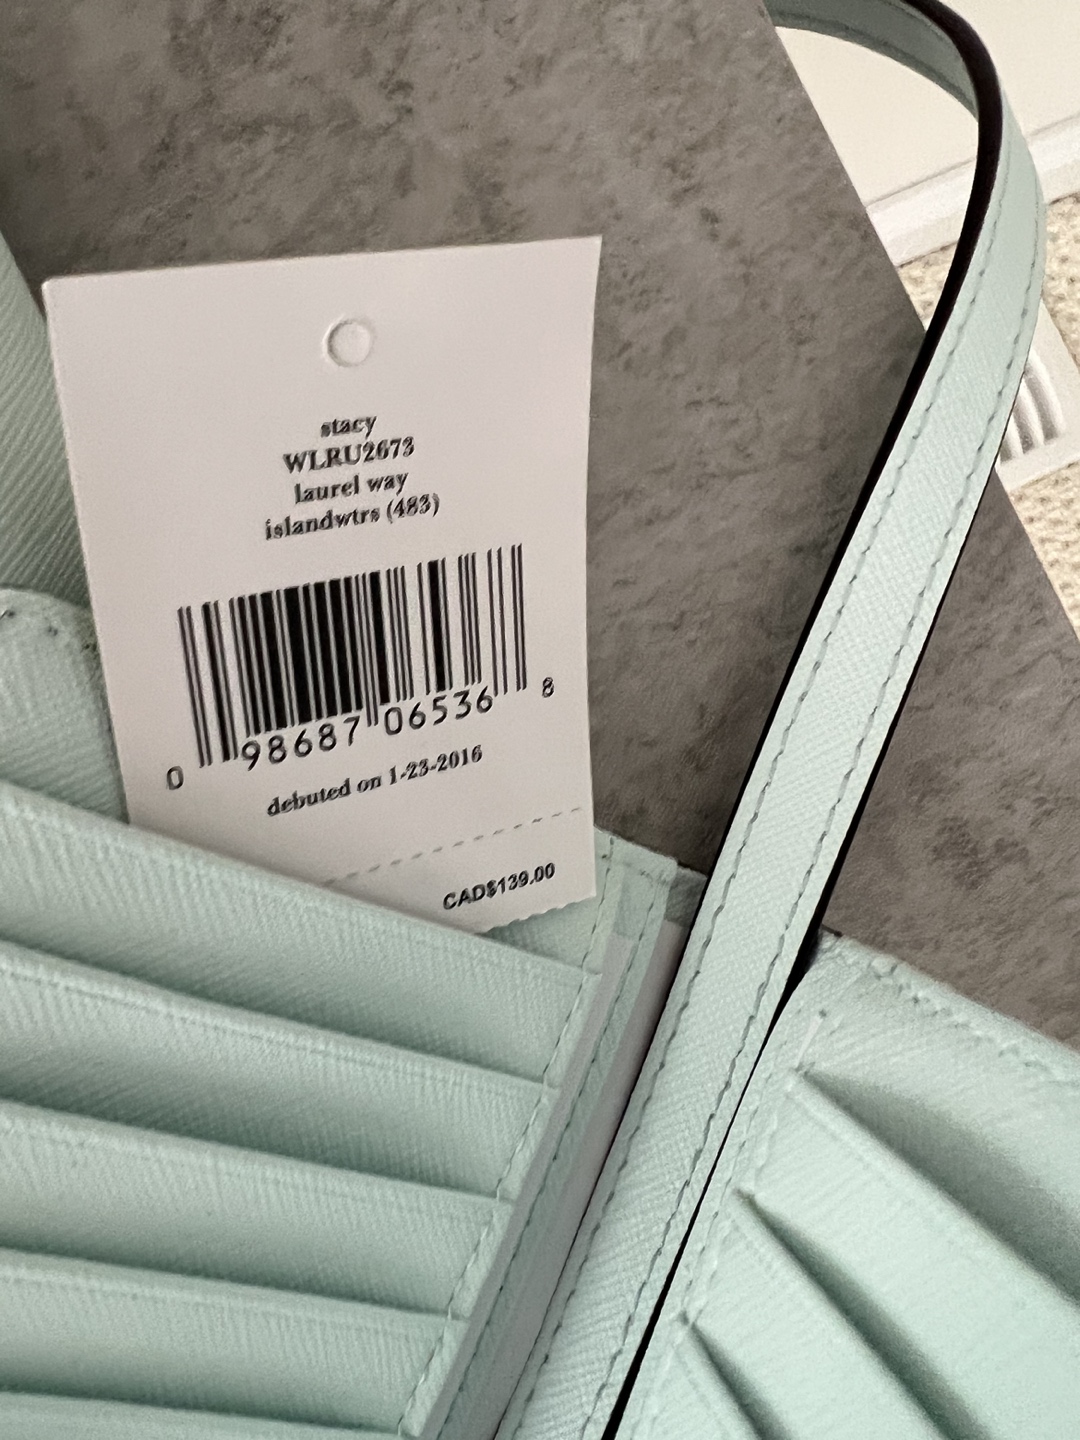 stacy
WLRU2673
laurel way
islandwtrs (483)
0 98687 06536 8
debuted on 1-23-2016
CAD$139.00